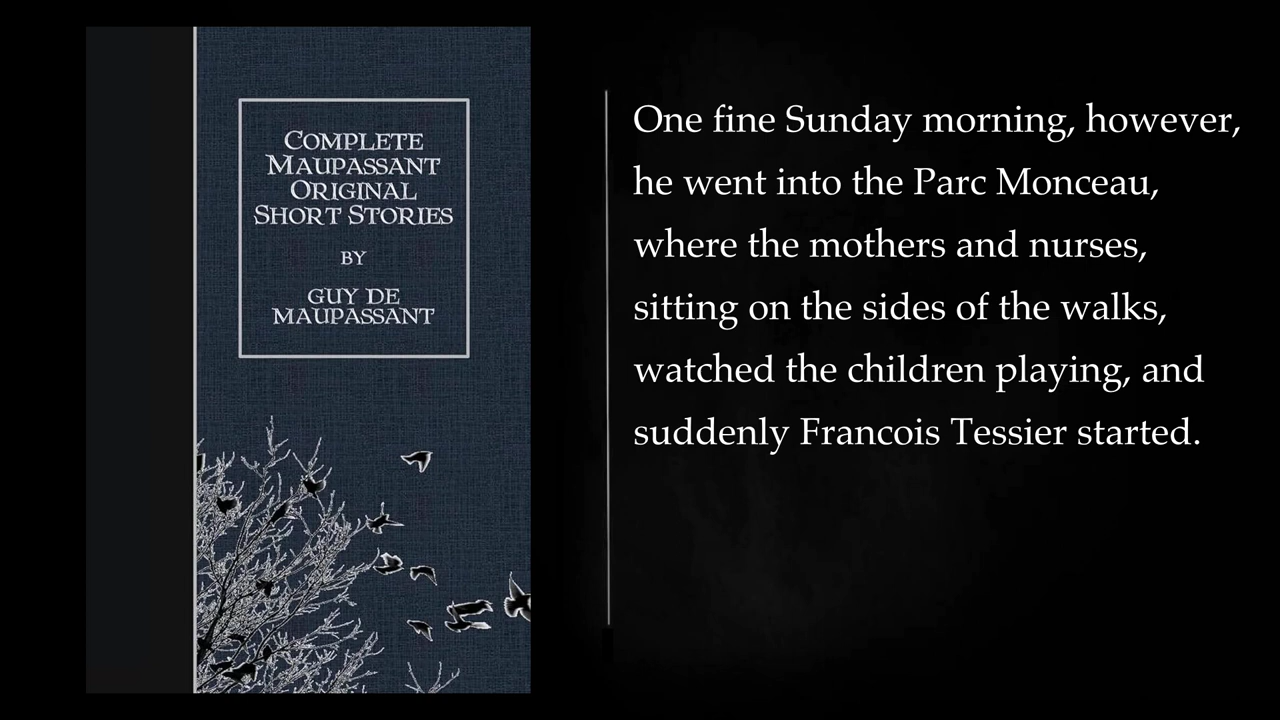 COMPLETE
MAUPASSANT
ORIGINAL
SHORT STORIES
BY
GUY DE
MAUPASSANT
One fine Sunday morning, however,
he went into the Parc Monceau,
where the mothers and nurses,
sitting on the sides of the walks,
watched the children playing, and
suddenly Francois Tessier started.